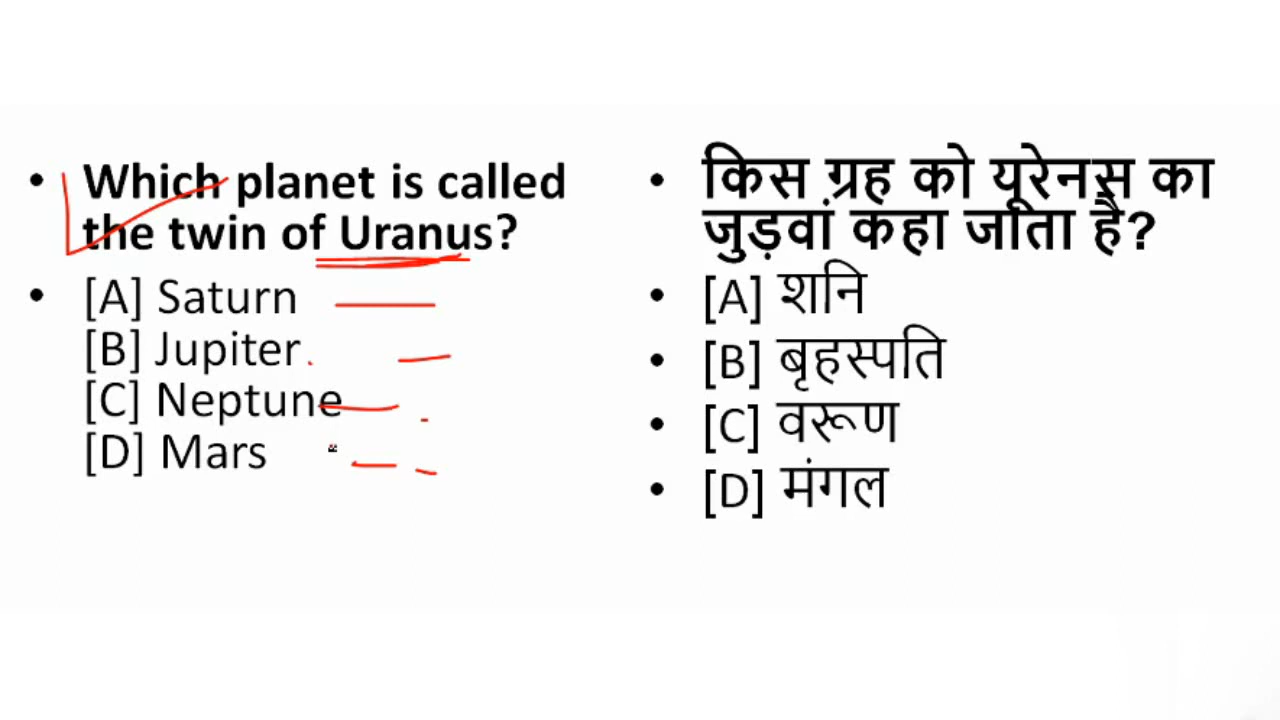 • Which planet is called
the twin of Uranus?
• [A] Saturn
[B] Jupiter
[C] Neptune
[D] Mars
• किस ग्रह को यूरेनस का
जुड़वां कहा जाता है?
• [A] शनि
• [B] बृहस्पति
• [C] वरूण
• [D] मंगल